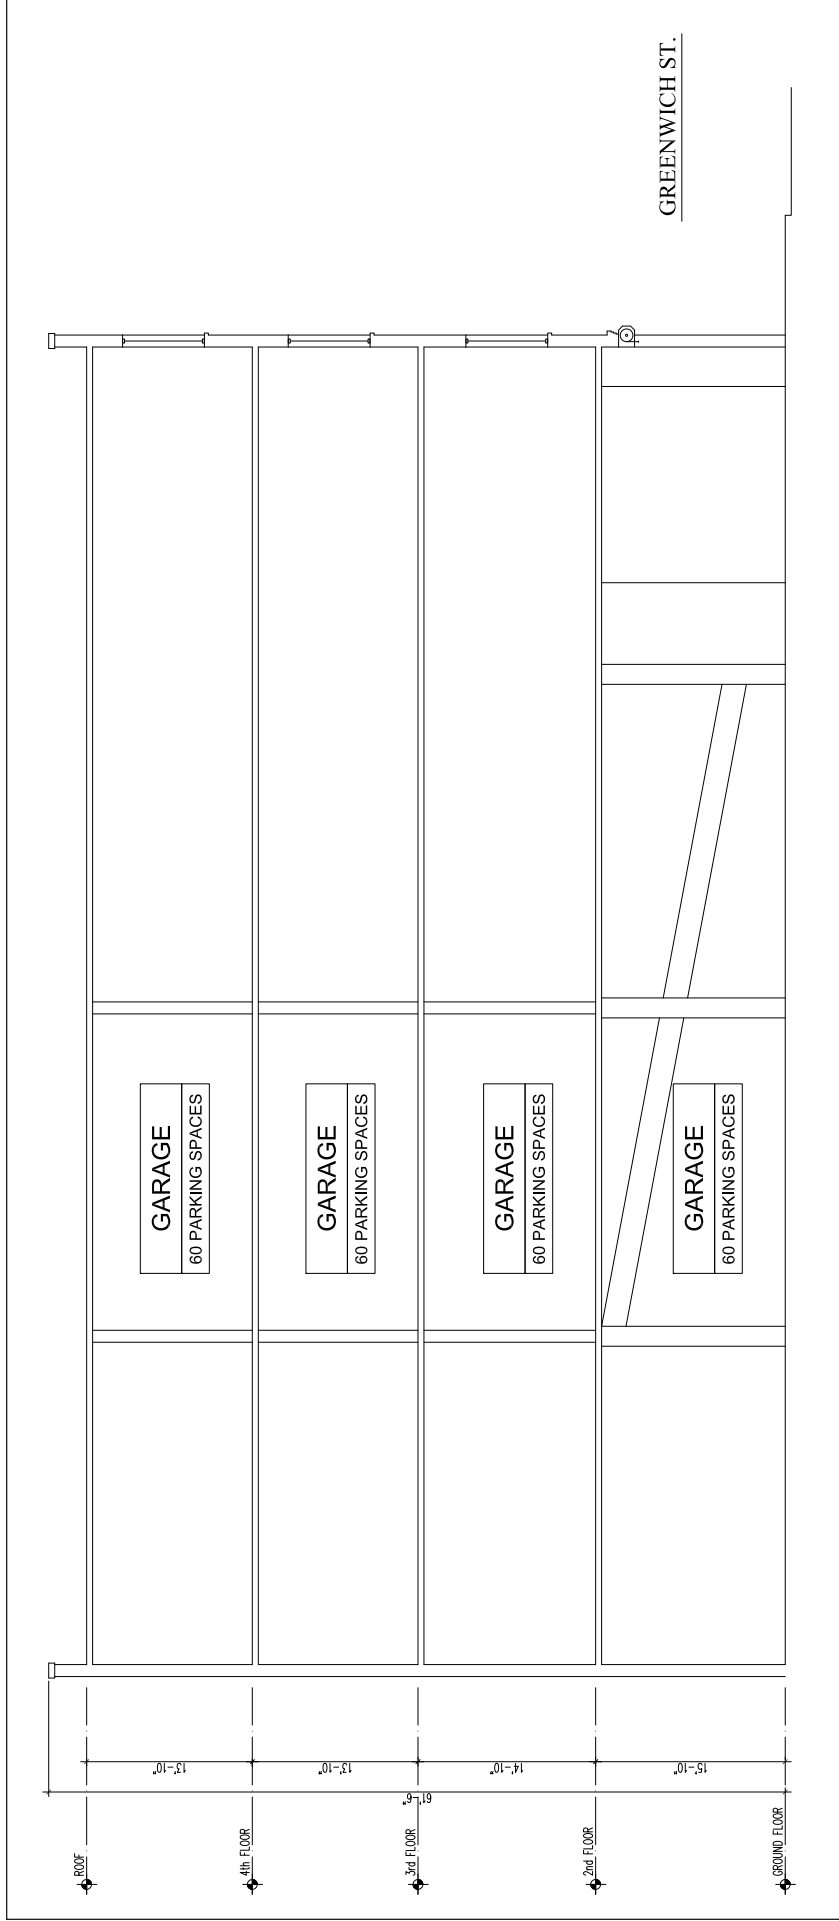 GREENWICH ST.
GARAGE
60 PARKING SPACES
GARAGE
60 PARKING SPACES
GARAGE
60 PARKING SPACES
GARAGE
60 PARKING SPACES
ROOF
13'-10"
4th FLOOR
13'-10"
3rd FLOOR
14'-10"
2nd FLOOR
15'-10"
GROUND FLOOR
61'-6"